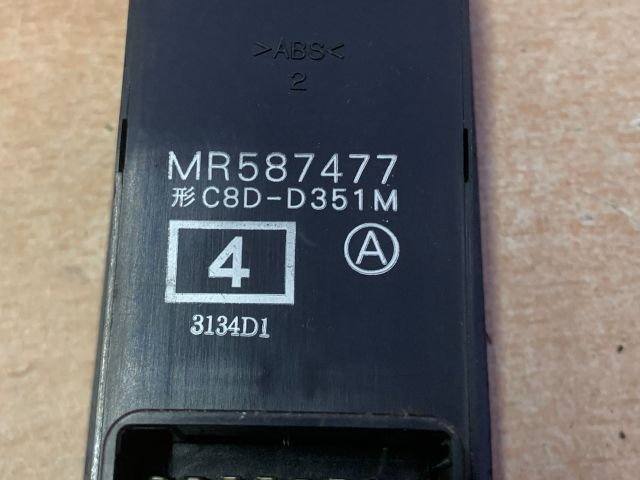 >ABS<
2
MR587477
形C8D-D351M
4 Ⓐ
3134D1